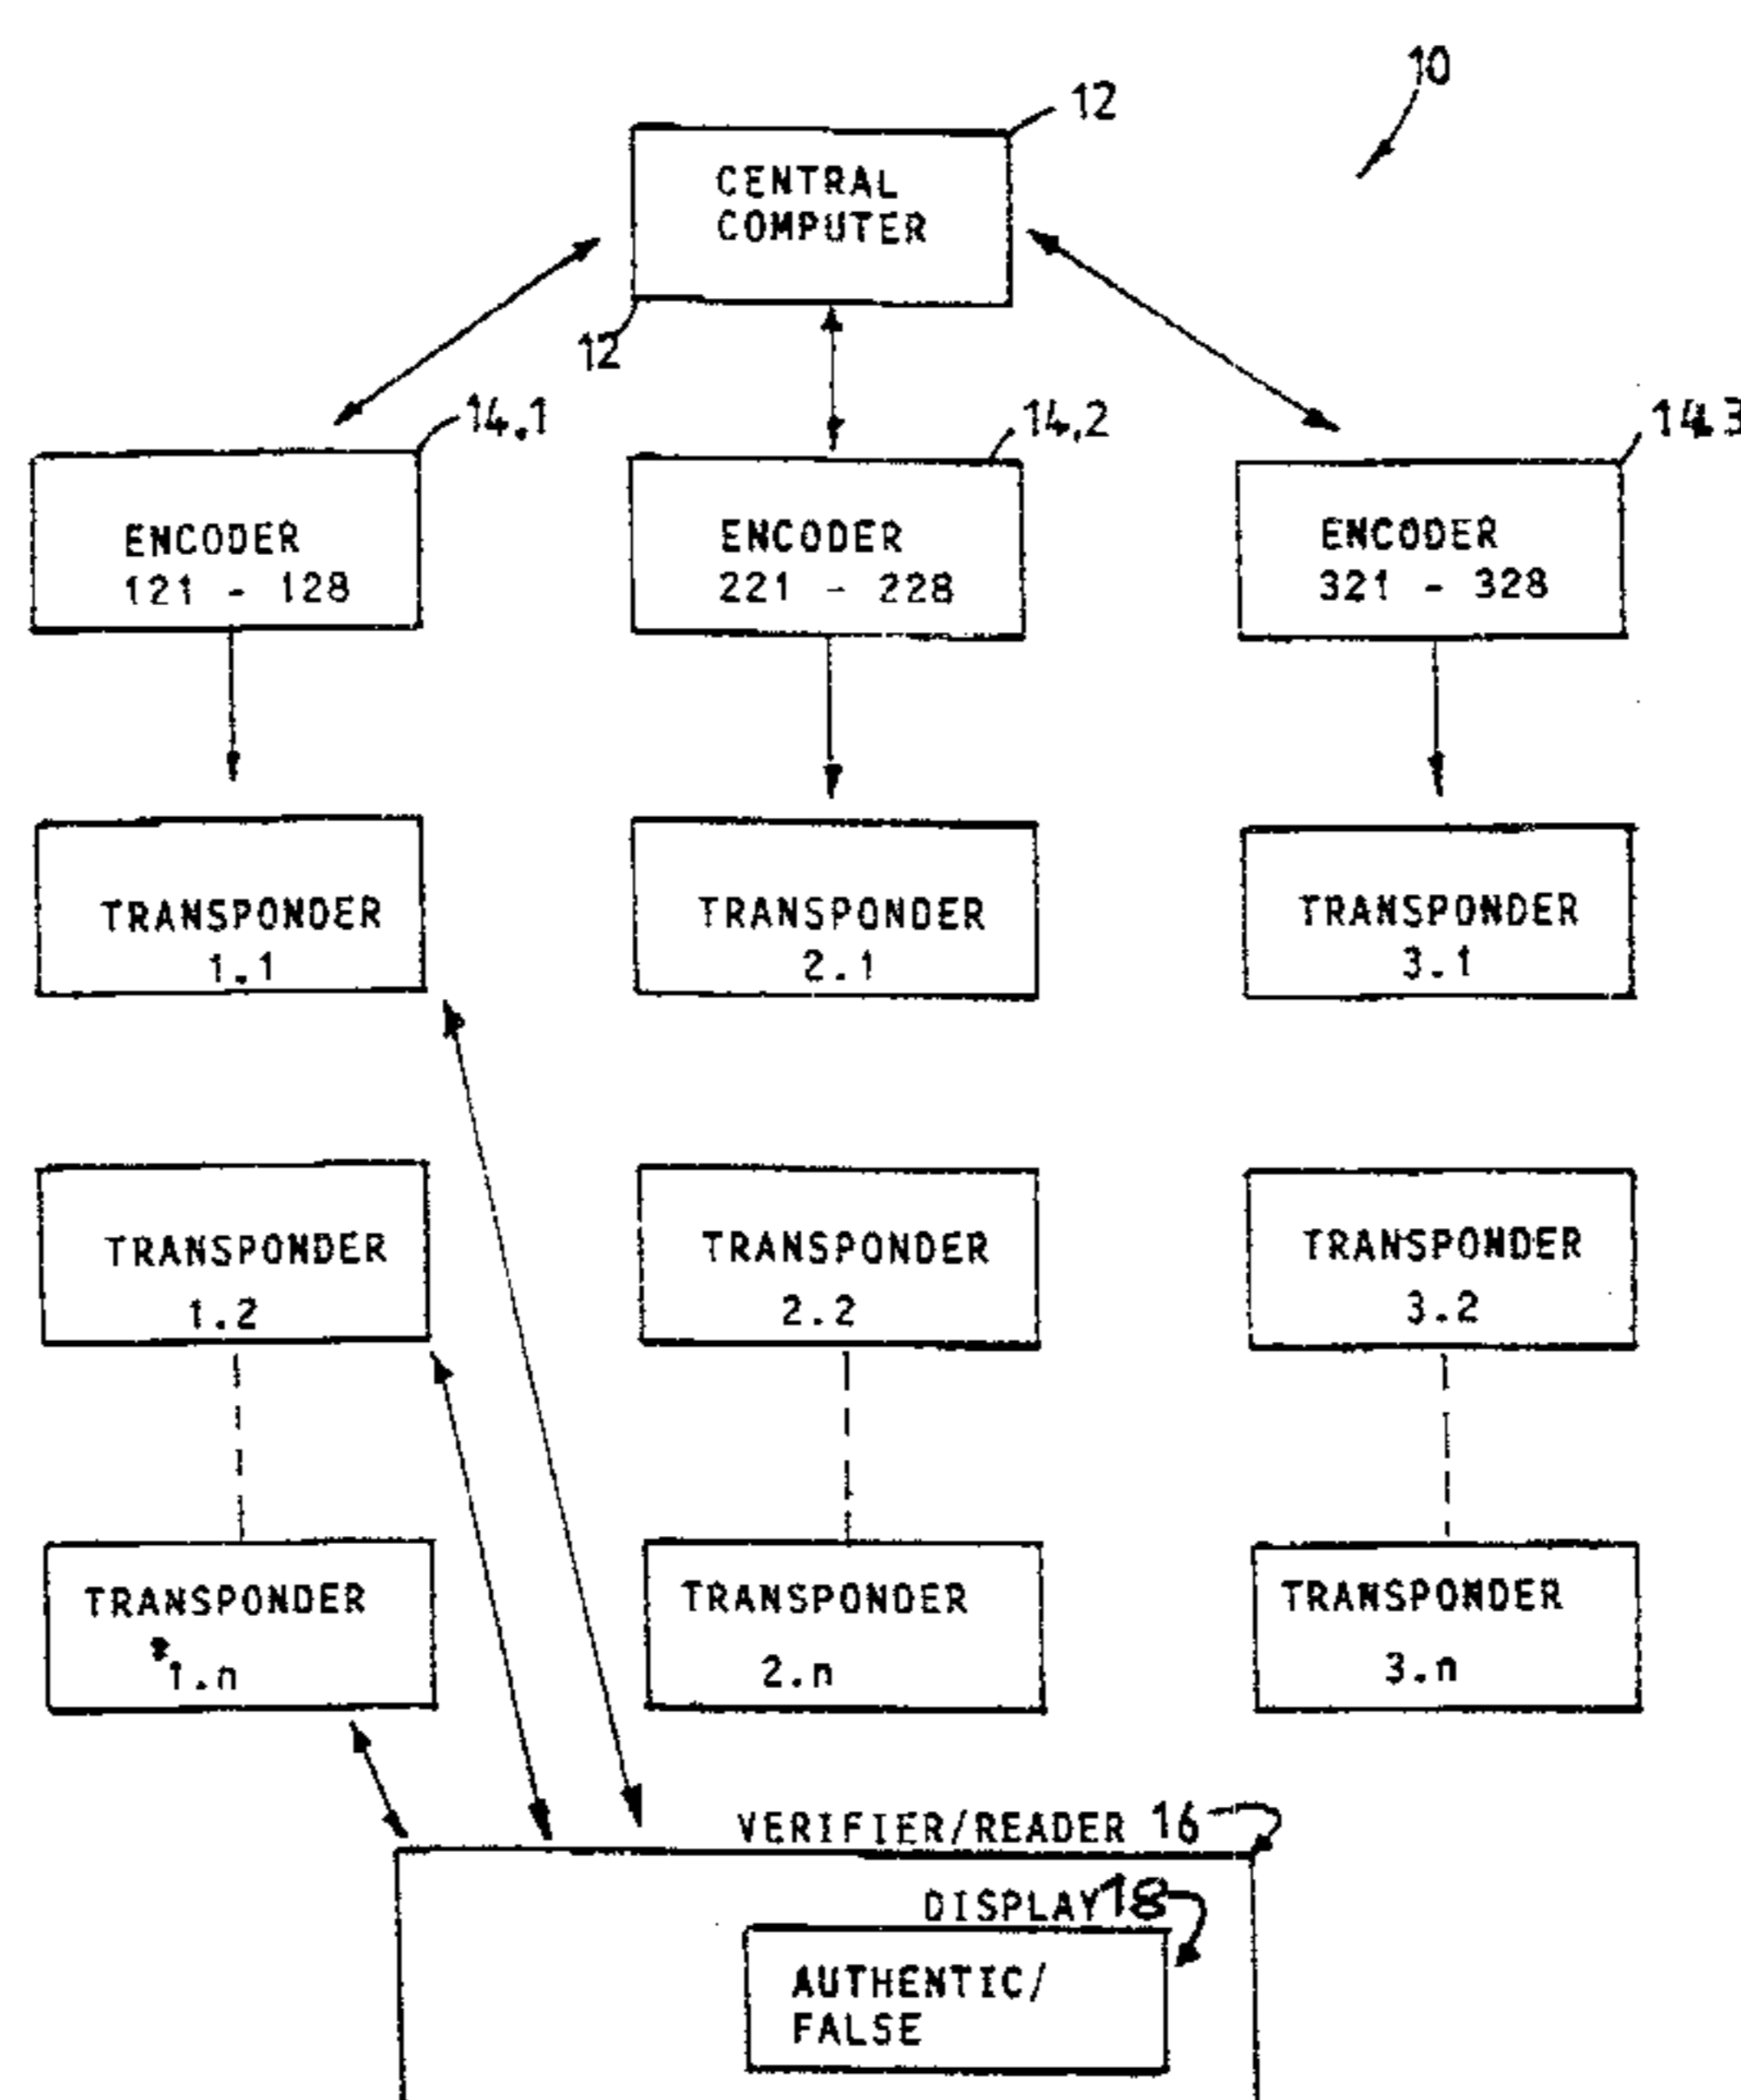 10
12
CENTRAL
COMPUTER
12
14.1
14.2
14.3
ENCODER
121 - 128
ENCODER
221 - 228
ENCODER
321 - 328
TRANSPONDER
1.1
TRANSPONDER
2.1
TRANSPONDER
3.1
TRANSPONDER
1.2
TRANSPONDER
2.2
TRANSPONDER
3.2
TRANSPONDER
1.n
TRANSPONDER
2.n
TRANSPONDER
3.n
VERIFIER/READER 16
DISPLAY 18
AUTHENTIC/
FALSE